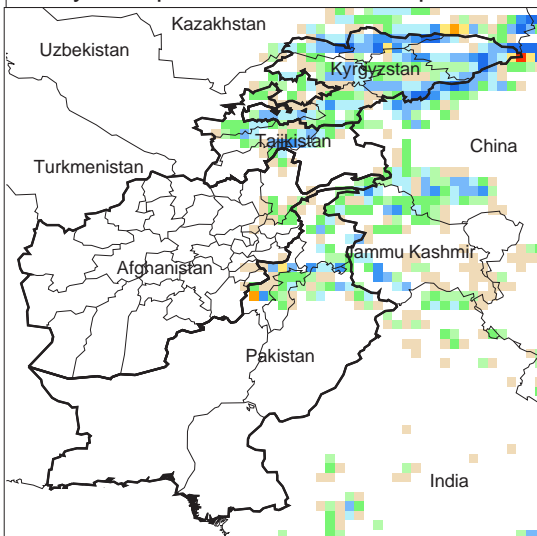 Kazakhstan
Uzbekistan
Kyrgyzstan
Tajikistan
China
Turkmenistan
Jammu Kashmir
Afghanistan
Pakistan
India